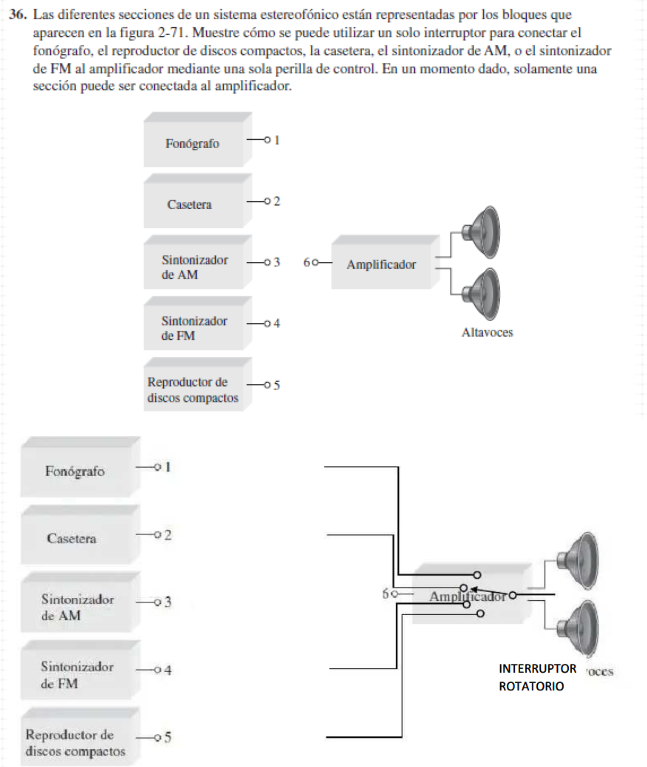 36. Las diferentes secciones de un sistema estereofónico están representadas por los bloques que
aparecen en la figura 2-71. Muestre cómo se puede utilizar un solo interruptor para conectar el
fonógrafo, el reproductor de discos compactos, la casetera, el sintonizador de AM, o el sintonizador
de FM al amplificador mediante una sola perilla de control. En un momento dado, solamente una
sección puede ser conectada al amplificador.
Fonógrafo
1
Casetera
2
Sintonizador
de AM
3
6
Amplificador
Sintonizador
de FM
4
Altavoces
Reproductor de
discos compactos
5
Fonógrafo
1
Casetera
2
Sintonizador
de AM
3
6
Amplificador
Sintonizador
de FM
4
INTERRUPTOR
ROTATORIO
voces
Reproductor de
discos compactos
5